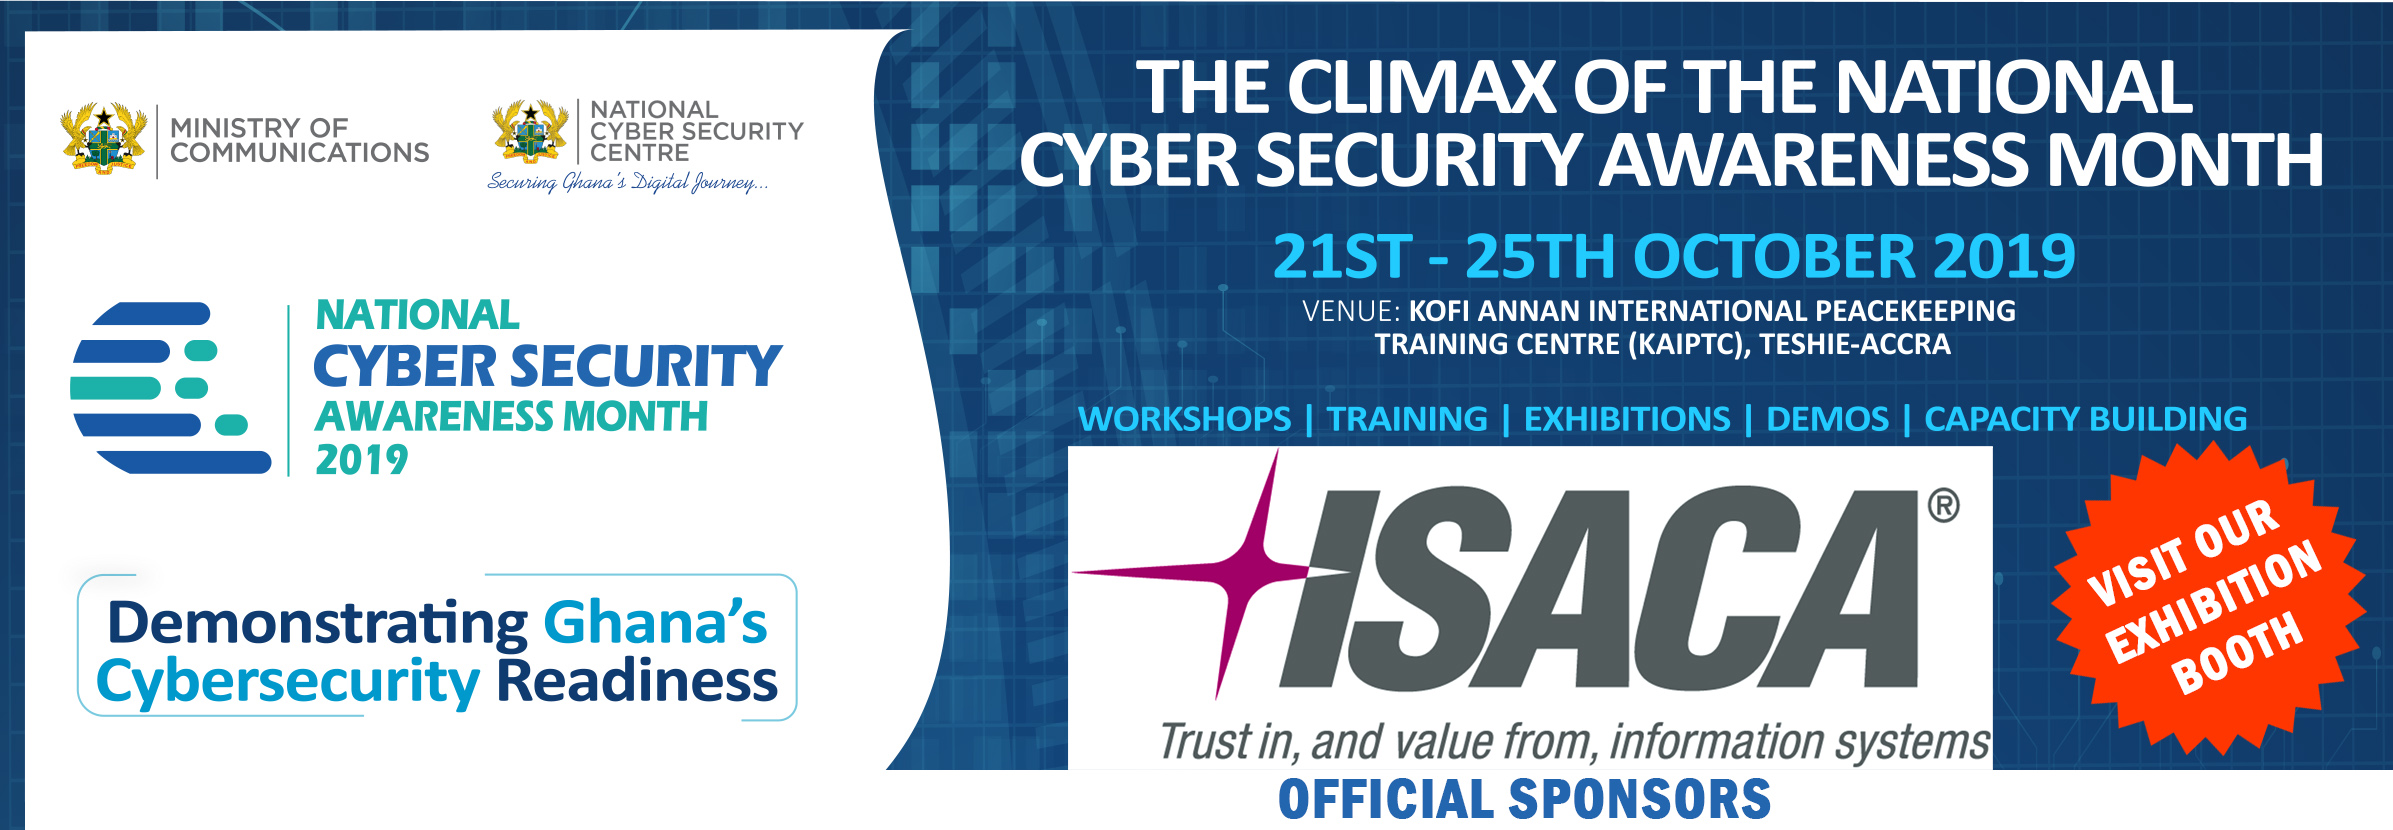 MINISTRY OF
COMMUNICATIONS
NATIONAL
CYBER SECURITY
CENTRE
Securing Ghana's Digital Journey...
NATIONAL
CYBER SECURITY
AWARENESS MONTH
2019
Demonstrating Ghana's
Cybersecurity Readiness
THE CLIMAX OF THE NATIONAL
CYBER SECURITY AWARENESS MONTH
21ST - 25TH OCTOBER 2019
VENUE: KOFI ANNAN INTERNATIONAL PEACEKEEPING
TRAINING CENTRE (KAIPTC), TESHIE-ACCRA
WORKSHOPS | TRAINING | EXHIBITIONS | DEMOS | CAPACITY BUILDING
ISACA®
Trust in, and value from, information systems
VISIT OUR
EXHIBITION
BOOTH
OFFICIAL SPONSORS